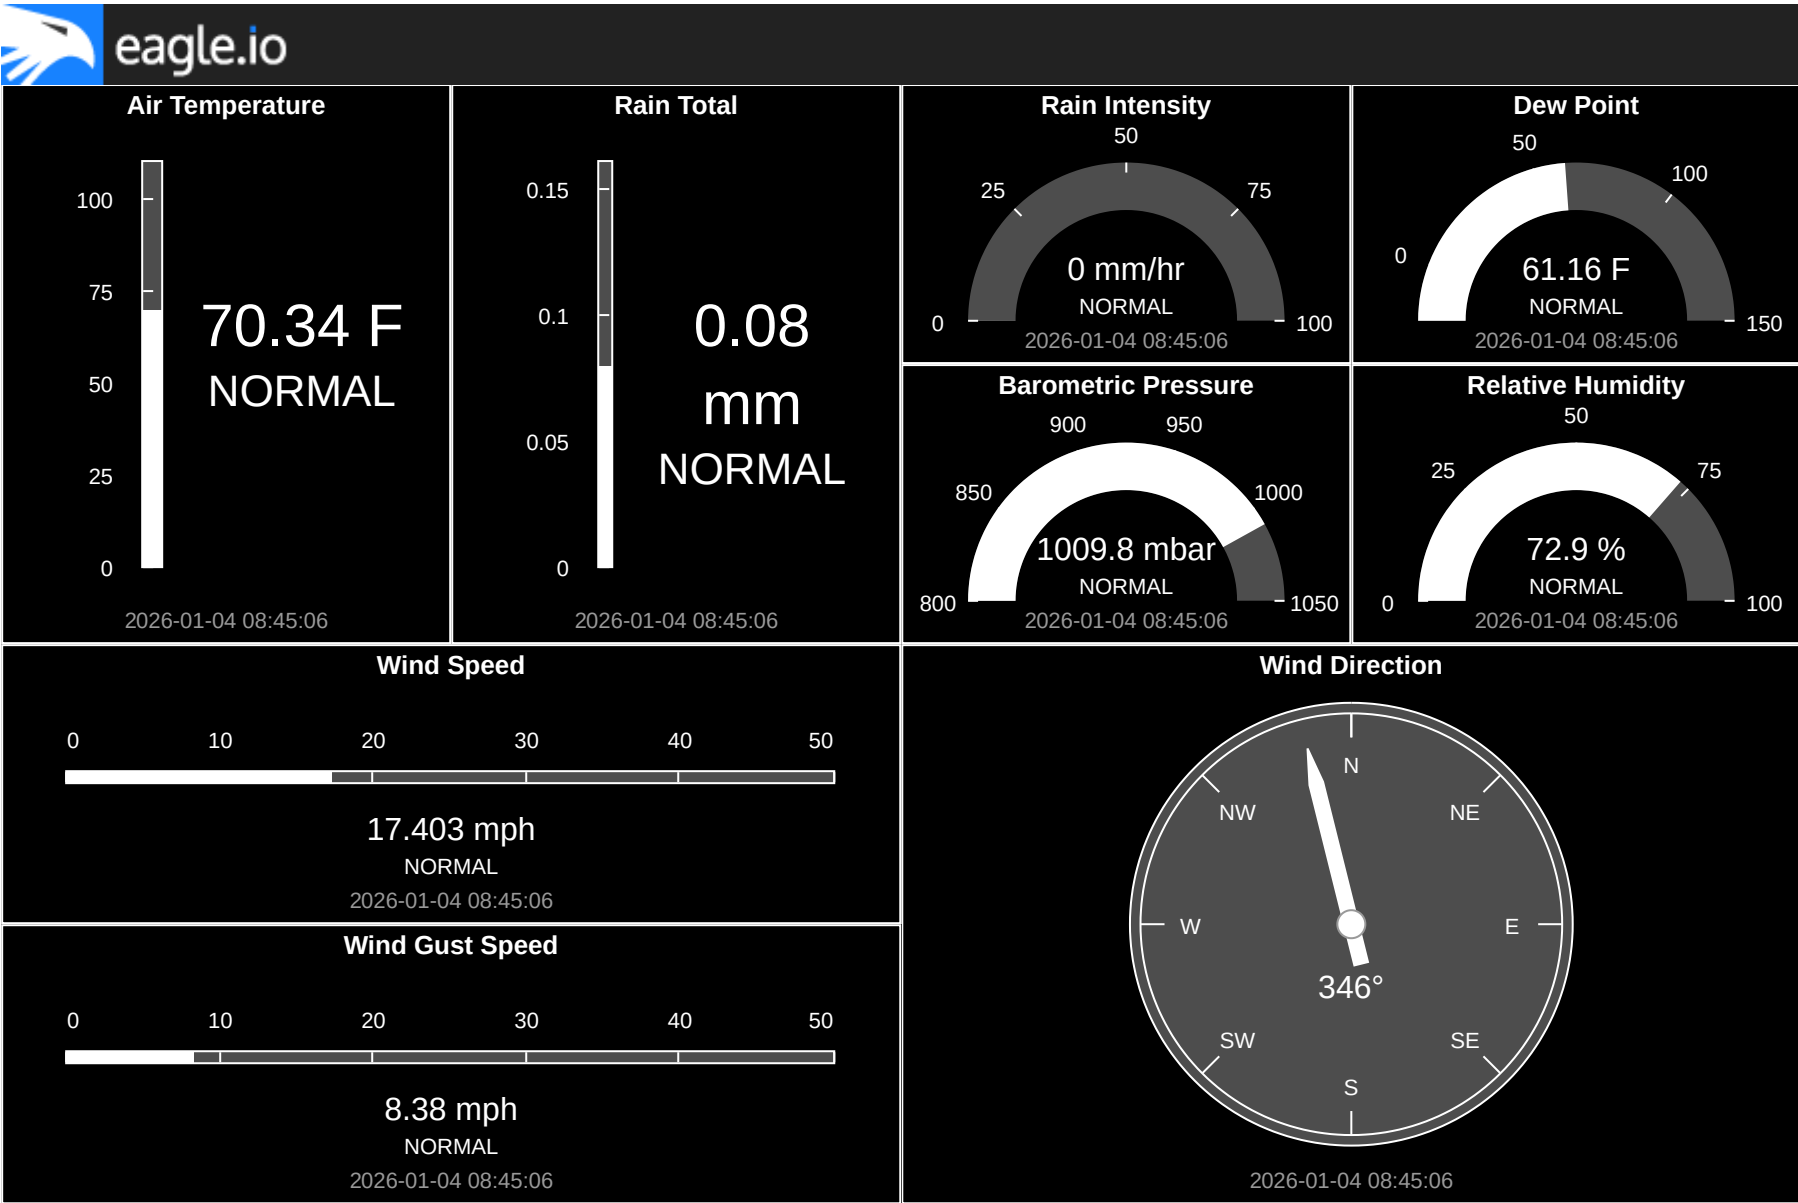 eagle.io
Air Temperature
100
75
50
25
0
70.34 F
NORMAL
2026-01-04 08:45:06
Rain Total
0.15
0.1
0.05
0
0.08
mm
NORMAL
2026-01-04 08:45:06
Rain Intensity
50
25 75
0 100
0 mm/hr
NORMAL
2026-01-04 08:45:06
Dew Point
50
100
0
150
61.16 F
NORMAL
2026-01-04 08:45:06
Barometric Pressure
900 950
850 1000
800 1050
1009.8 mbar
NORMAL
2026-01-04 08:45:06
Relative Humidity
50
25 75
0 100
72.9 %
NORMAL
2026-01-04 08:45:06
Wind Speed
0 10 20 30 40 50
17.403 mph
NORMAL
2026-01-04 08:45:06
Wind Gust Speed
0 10 20 30 40 50
8.38 mph
NORMAL
2026-01-04 08:45:06
Wind Direction
N
NW NE
W E
346°
SW SE
S
2026-01-04 08:45:06